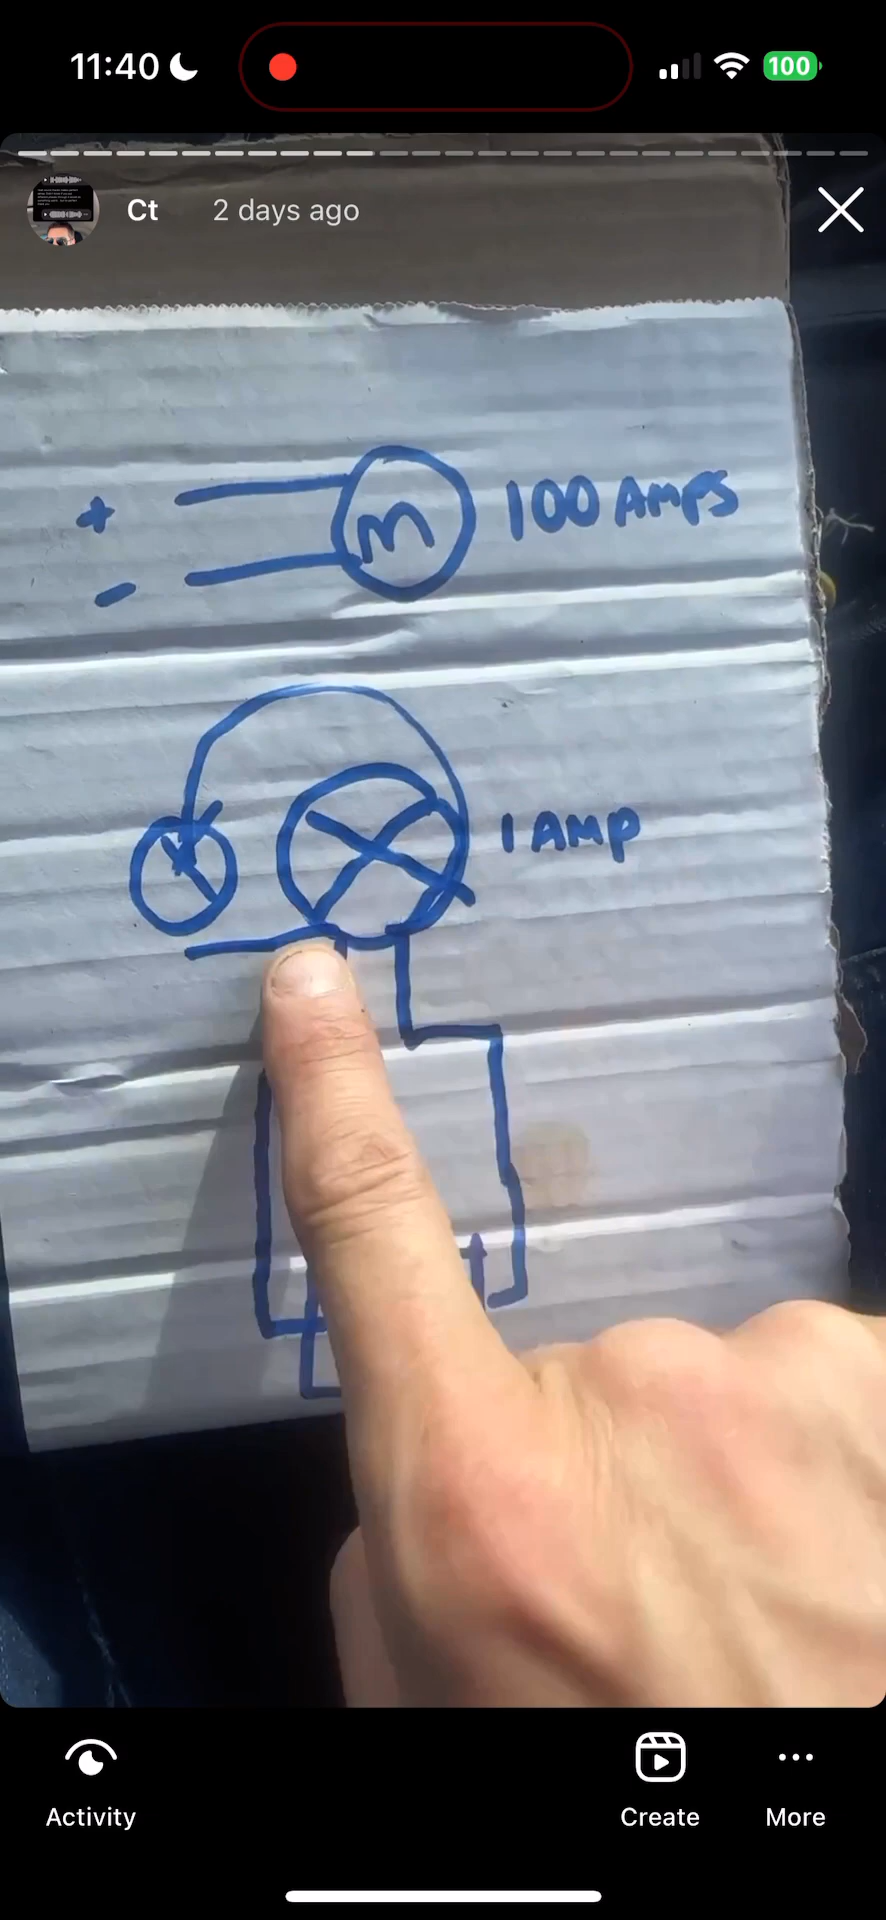 11:40
100
Ct 2 days ago
+
M 100 AMPS
-
1 AMP
Activity
Create
More